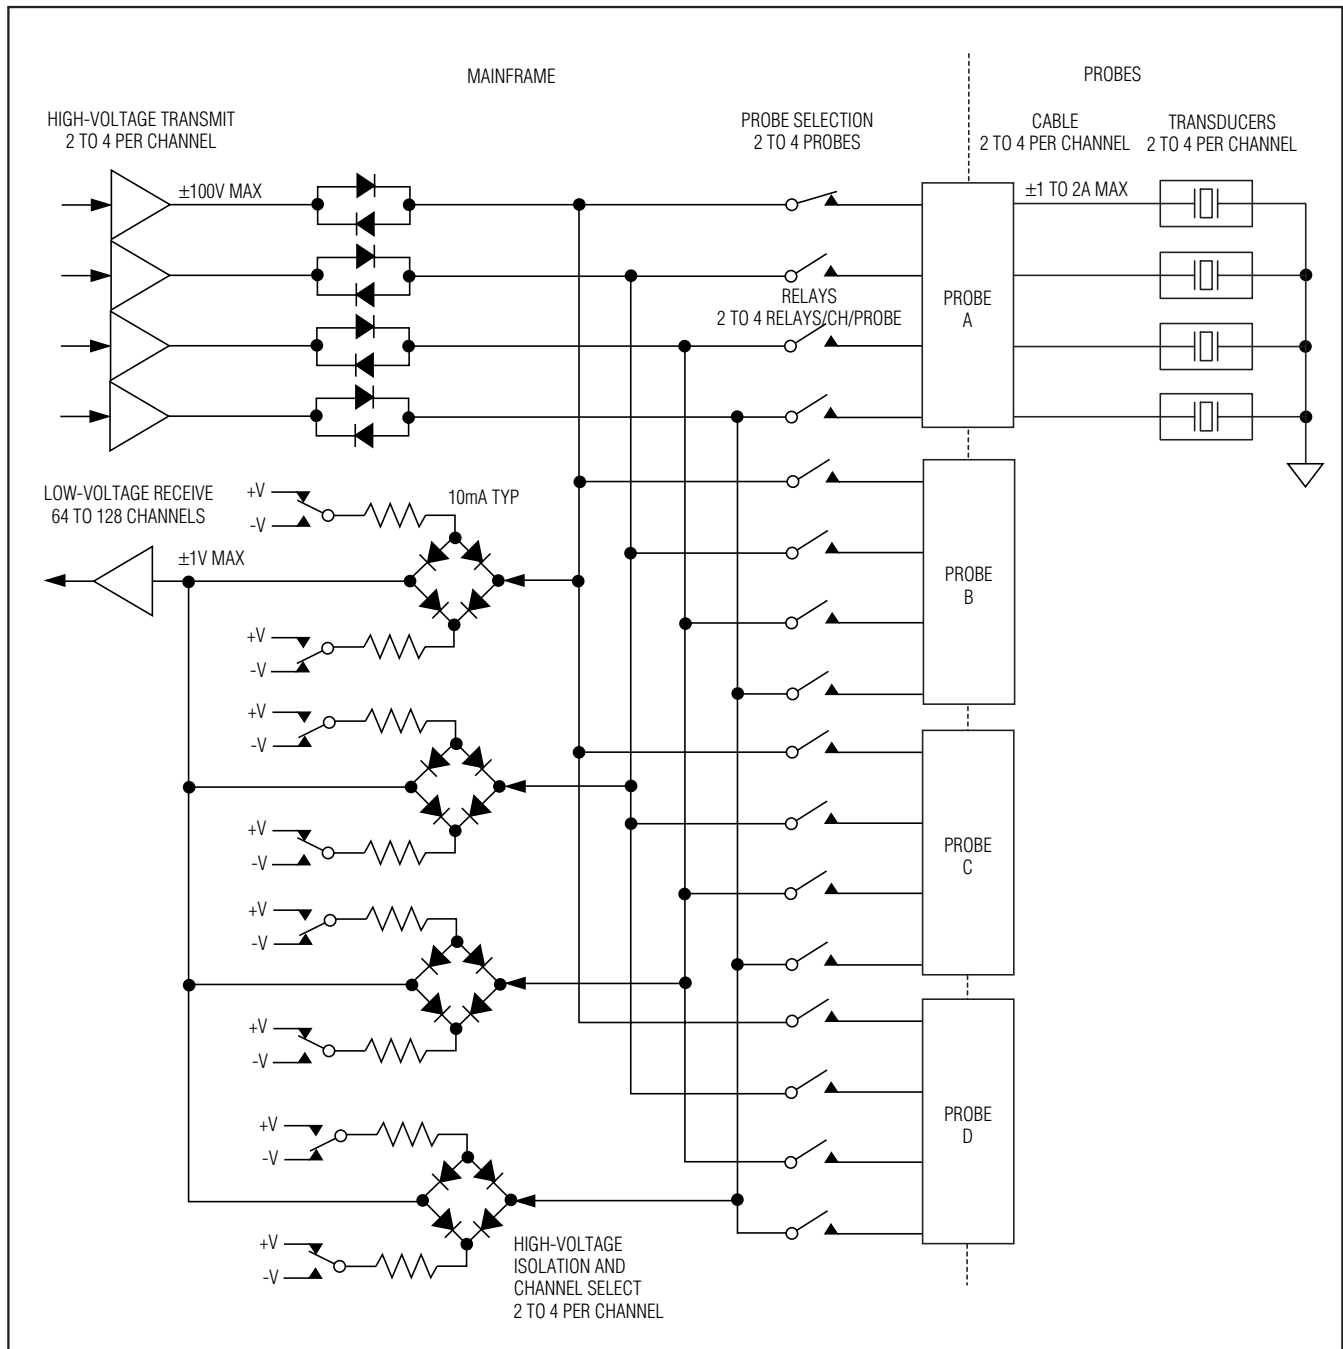 MAINFRAME
PROBES
HIGH-VOLTAGE TRANSMIT
2 TO 4 PER CHANNEL
PROBE SELECTION
2 TO 4 PROBES
CABLE
2 TO 4 PER CHANNEL
TRANSDUCERS
2 TO 4 PER CHANNEL
±100V MAX
±1 TO 2A MAX
RELAYS
2 TO 4 RELAYS/CH/PROBE
PROBE
A
LOW-VOLTAGE RECEIVE
64 TO 128 CHANNELS
+V
-V
10mA TYP
±1V MAX
PROBE
B
+V
-V
+V
-V
+V
-V
PROBE
C
+V
-V
+V
-V
PROBE
D
+V
-V
+V
-V
HIGH-VOLTAGE
ISOLATION AND
CHANNEL SELECT
2 TO 4 PER CHANNEL